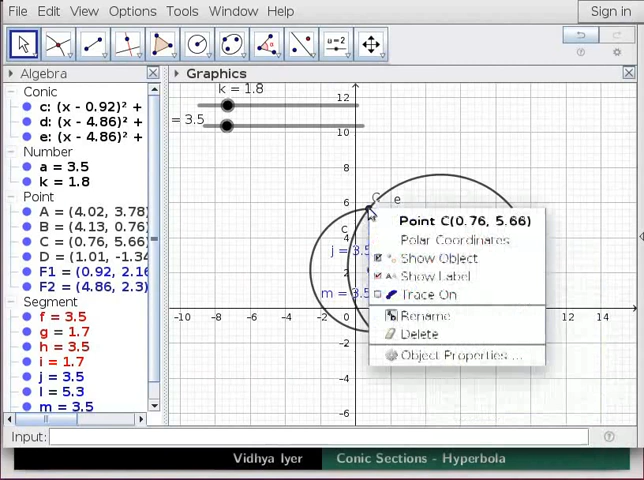 File Edit View Options Tools Window Help Sign in
Algebra
Graphics
Conic
c: (x - 0.92)² +
d: (x - 4.86)² +
e: (x - 4.86)² +
Number
a = 3.5
k = 1.8
Point
A = (4.02, 3.78)
B = (4.13, 0.76)
C = (0.76, 5.66)
D = (1.01, -1.34
F1 = (0.92, 2.16
F2 = (4.86, 2.3)
Segment
f = 3.5
g = 1.7
h = 3.5
i = 1.7
j = 3.5
l = 5.3
m = 3.5
k = 1.8
= 3.5
12
10
8
6
4
2
0
-2
-4
-6
-10 -8 -6 -4 -2 12 14
C e
c
j = 3.5
m = 3.5
Point C(0.76, 5.66)
Polar Coordinates
Show Object
AA Show Label
Trace On
Rename
Delete
Object Properties ...
Input:
Vidhya Iyer Conic Sections - Hyperbola